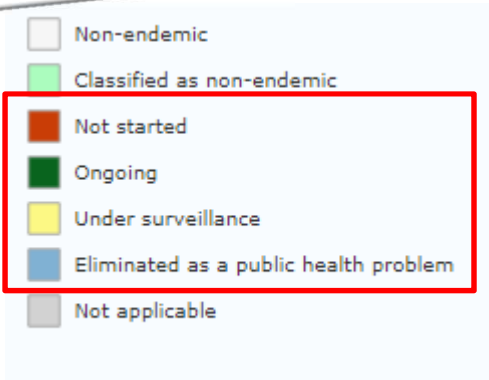 Non-endemic
Classified as non-endemic
Not started
Ongoing
Under surveillance
Eliminated as a public health problem
Not applicable